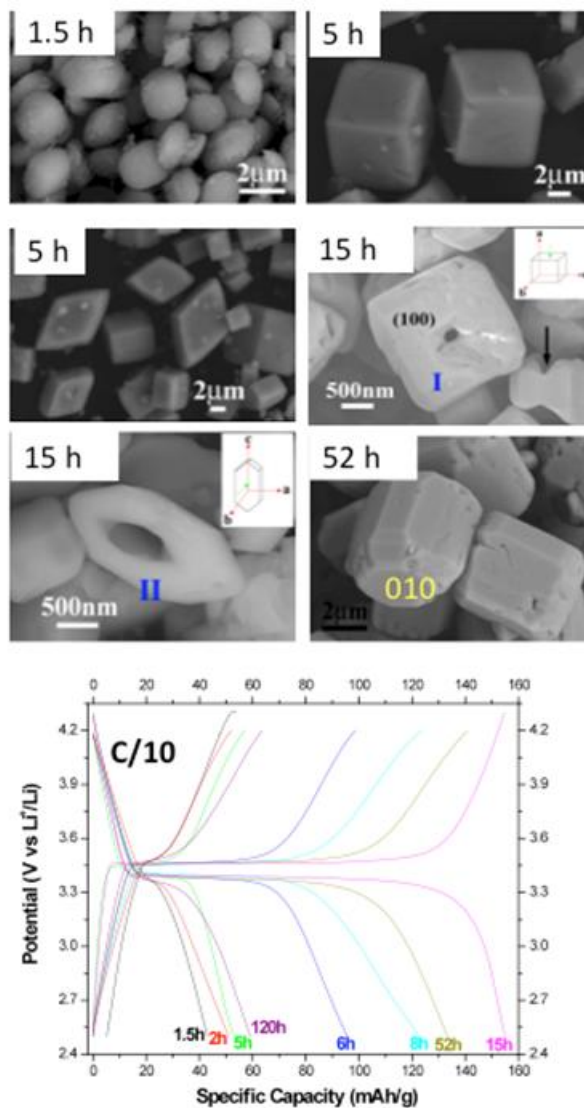 1.5 h
2μm
5 h
2μm
5 h
2μm
15 h
a
b
c
(100)
I
500nm
15 h
c
a
b
II
500nm
52 h
010
2μm
0 20 40 60 80 100 120 140 160
C/10
4.2
3.9
3.6
3.3
3.0
2.7
2.4
Potential (V vs Li⁺/Li)
4.2
3.9
3.6
3.3
3.0
2.7
2.4
1.5h 2h 5h 120h 6h 8h 52h 15h
0 20 40 60 80 100 120 140 160
Specific Capacity (mAh/g)